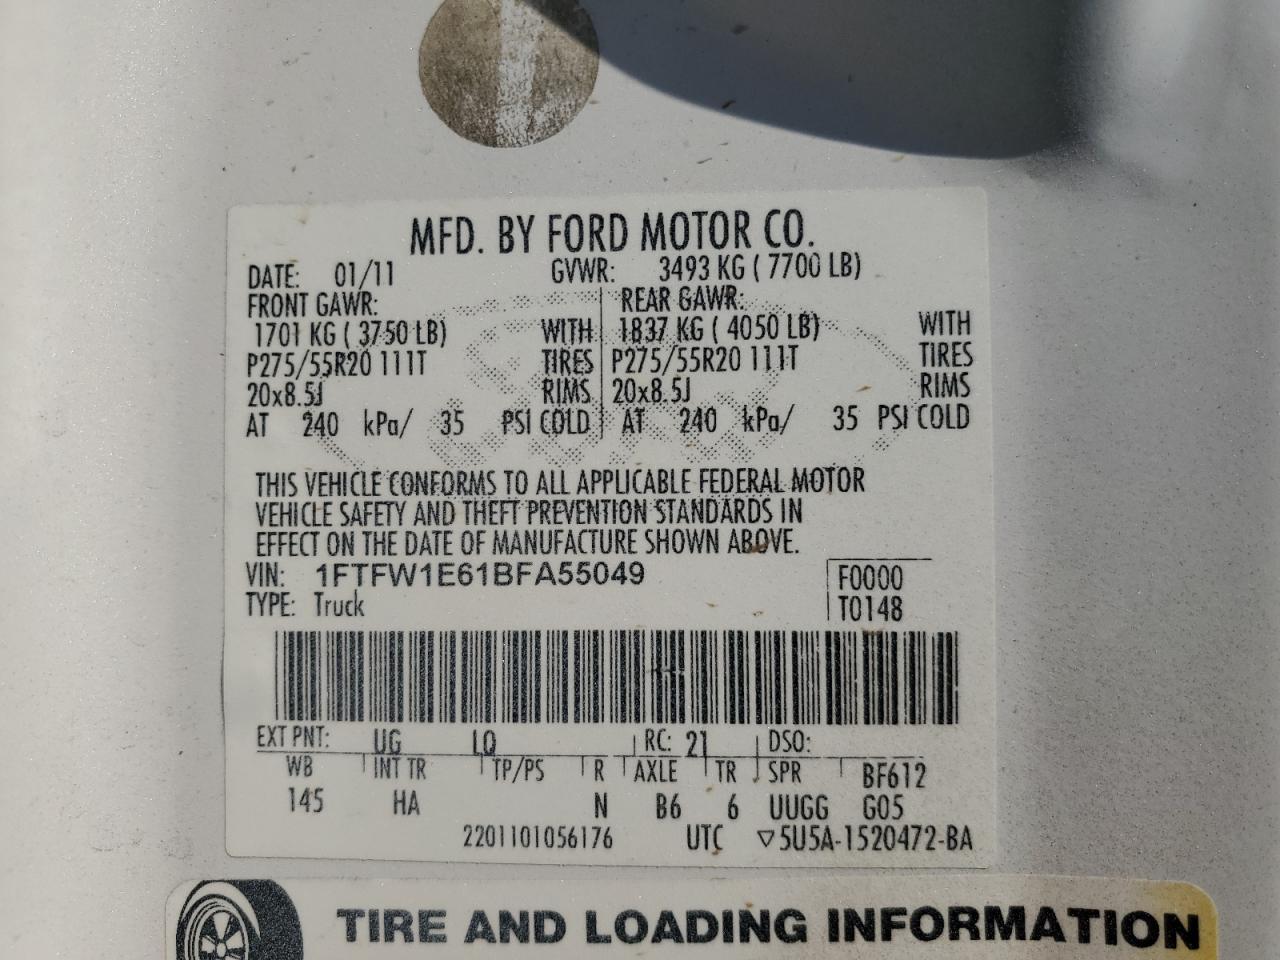 MFD. BY FORD MOTOR CO.
DATE: 01/11 GVWR: 3493 KG ( 7700 LB)
FRONT GAWR: REAR GAWR:
1701 KG ( 3750 LB) WITH 1837 KG ( 4050 LB) WITH
P275/55R20 111T TIRES P275/55R20 111T TIRES
20x8.5J RIMS 20x8.5J RIMS
AT 240 kPa/ 35 PSI COLD AT 240 kPa/ 35 PSI COLD
THIS VEHICLE CONFORMS TO ALL APPLICABLE FEDERAL MOTOR
VEHICLE SAFETY AND THEFT PREVENTION STANDARDS IN
EFFECT ON THE DATE OF MANUFACTURE SHOWN ABOVE.
VIN: 1FTFW1E61BFA55049 F0000
TYPE: Truck T0148
EXT PNT: UG LQ RC: 21 DSO:
WB INT TR TP/PS R AXLE TR SPR BF612
145 HA N B6 6 UUGG G05
2201101056176 UTC ▽5U5A-1520472-BA
TIRE AND LOADING INFORMATION